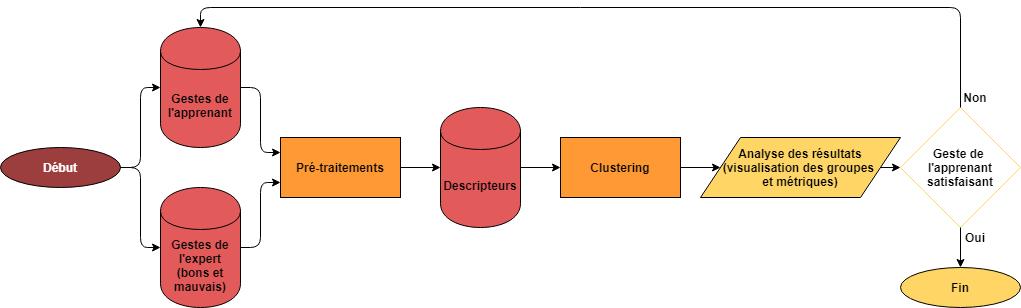 Début
Gestes de
l'apprenant
Gestes de
l'expert
(bons et
mauvais)
Pré-traitements
Descripteurs
Clustering
Analyse des résultats
(visualisation des groupes
et métriques)
Geste de
l'apprenant
satisfaisant
Non
Oui
Fin